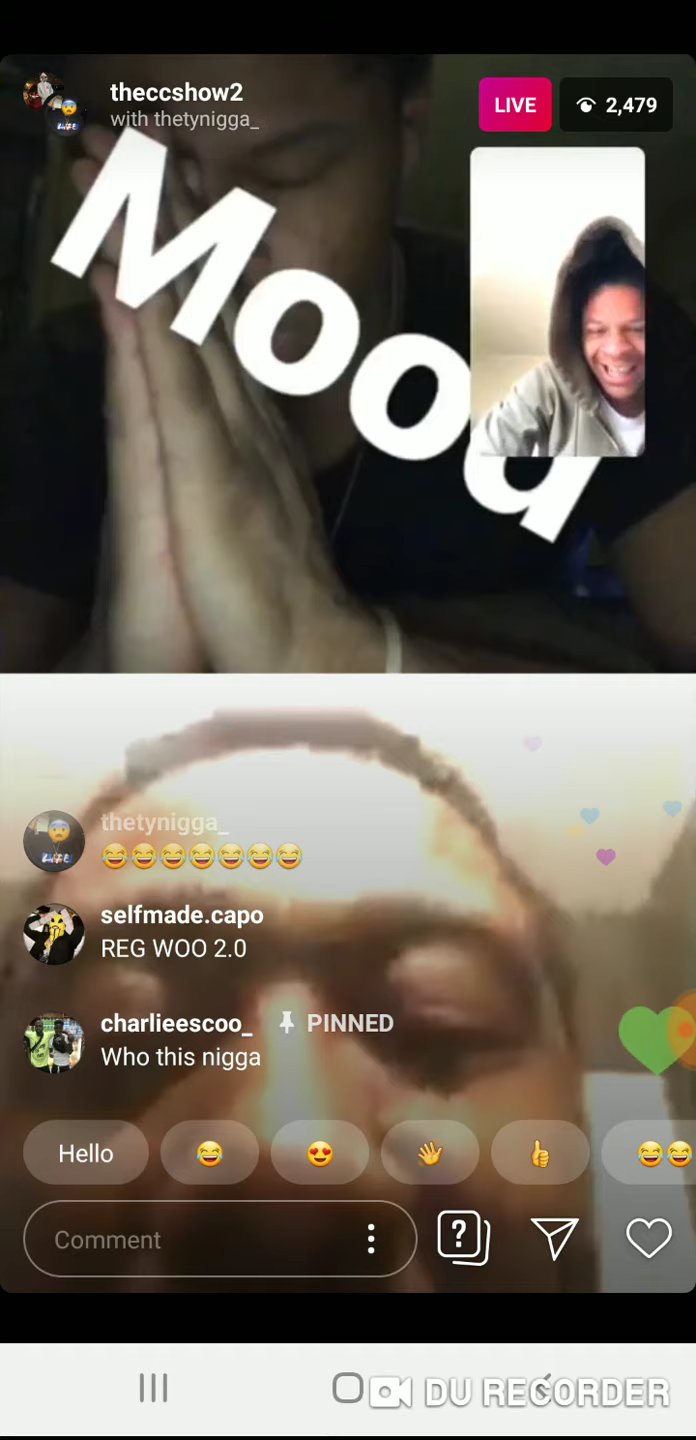 theccshow2
with thetynigga_
LIVE
2,479
Mood
thetynigga_
😂😂😂😂😂😂😂
selfmade.capo
REG WOO 2.0
charlieescoo_ PINNED
Who this nigga
Hello
Comment
?
DU RECORDER